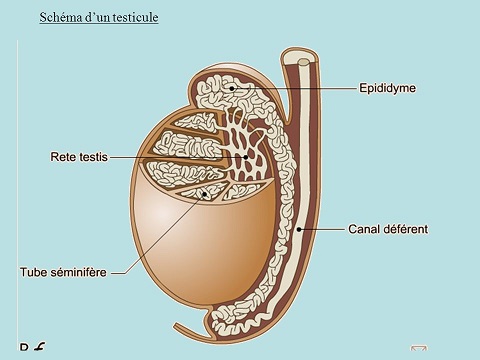 Schéma d'un testicule
Epididyme
Rete testis
Canal déférent
Tube séminifère
D